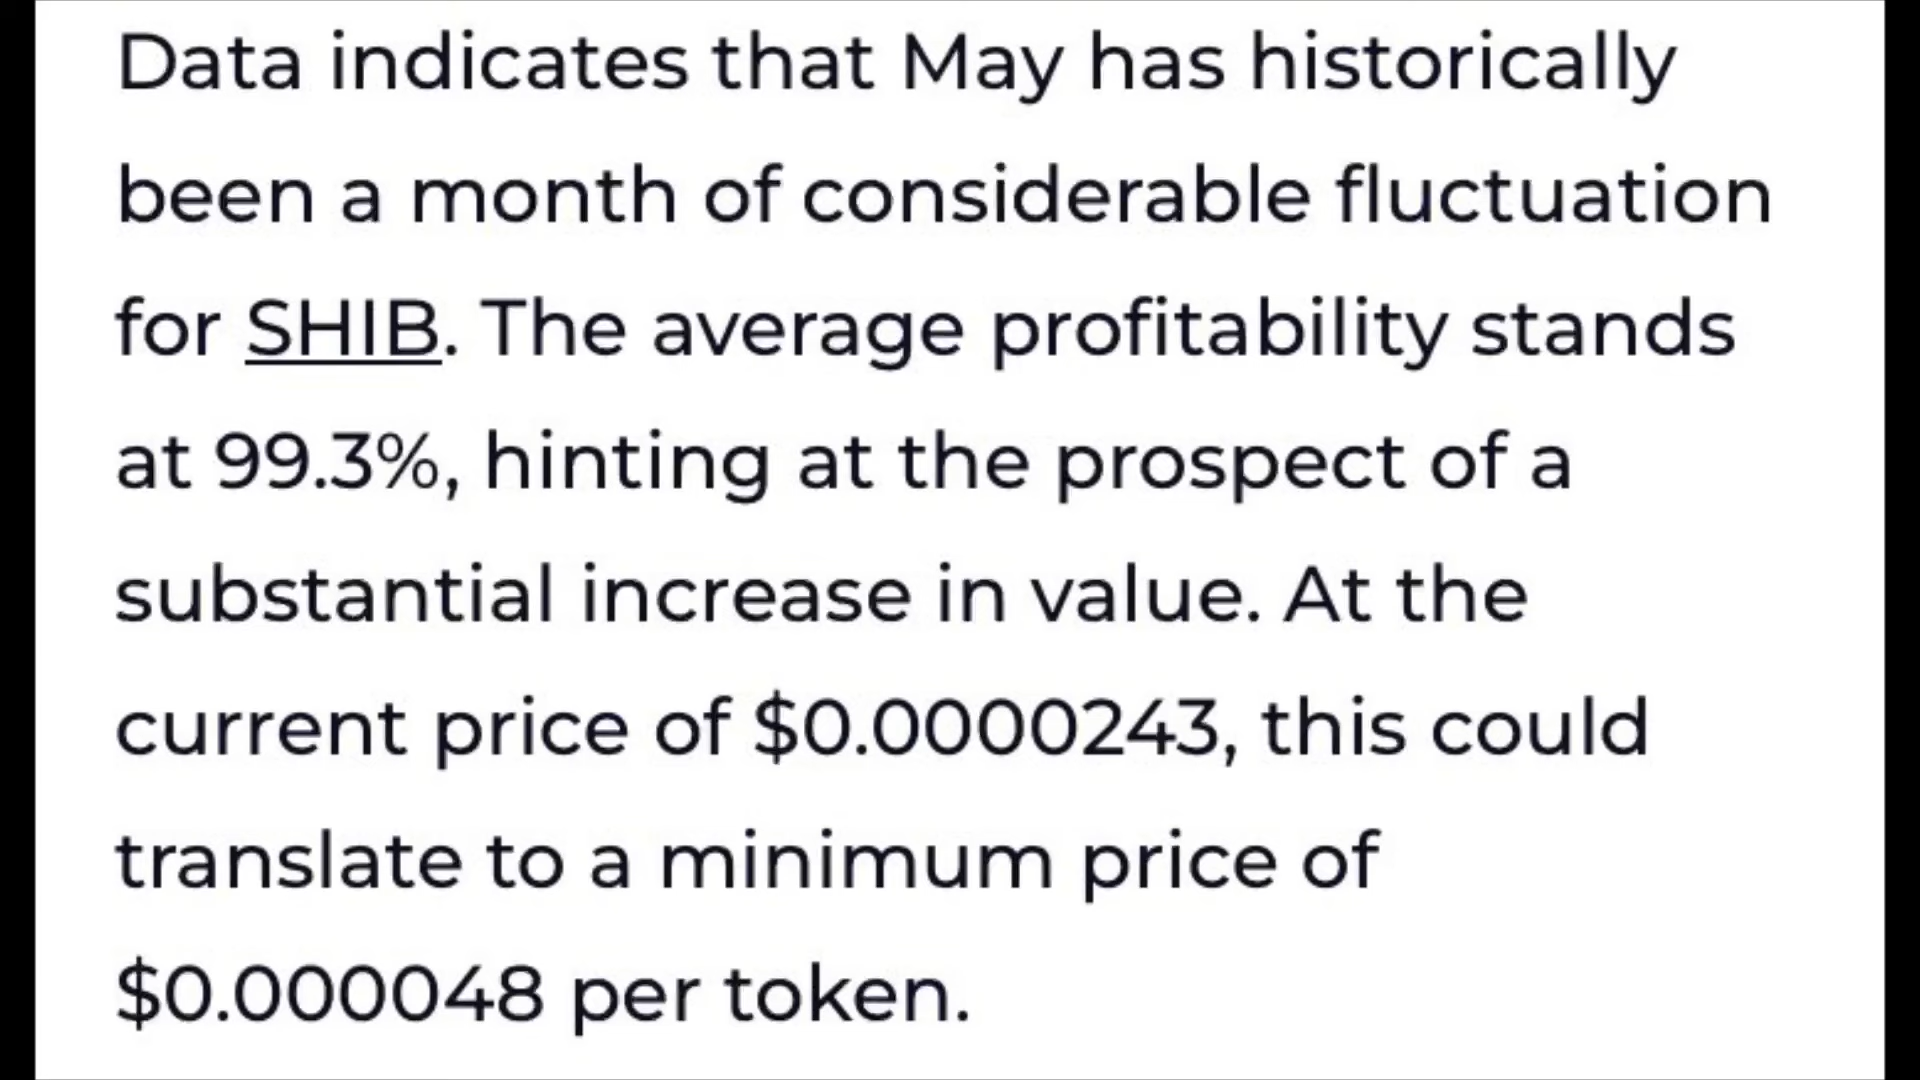 Data indicates that May has historically
been a month of considerable fluctuation
for SHIB. The average profitability stands
at 99.3%, hinting at the prospect of a
substantial increase in value. At the
current price of $0.0000243, this could
translate to a minimum price of
$0.000048 per token.